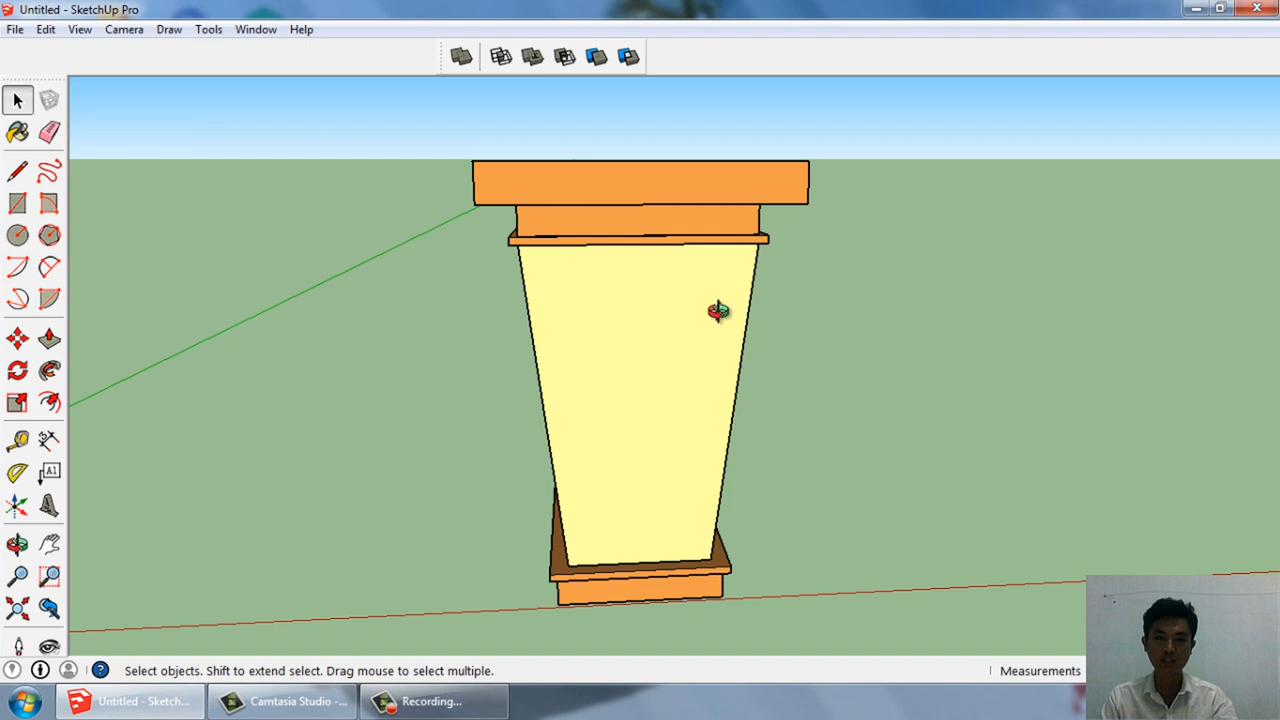 Untitled - SketchUp Pro
File Edit View Camera Draw Tools Window Help
A1
Select objects. Shift to extend select. Drag mouse to select multiple.
Measurements
Untitled - Sketch...
Camtasia Studio -...
Recording...